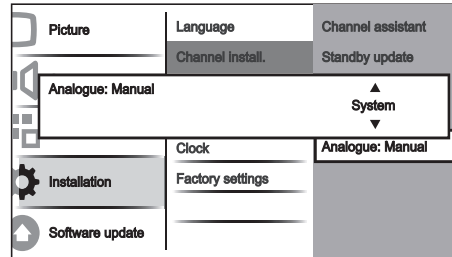 Picture
Language
Channel assistant
Channel install.
Standby update
Analogue: Manual
System
Clock
Analogue: Manual
Installation
Factory settings
Software update